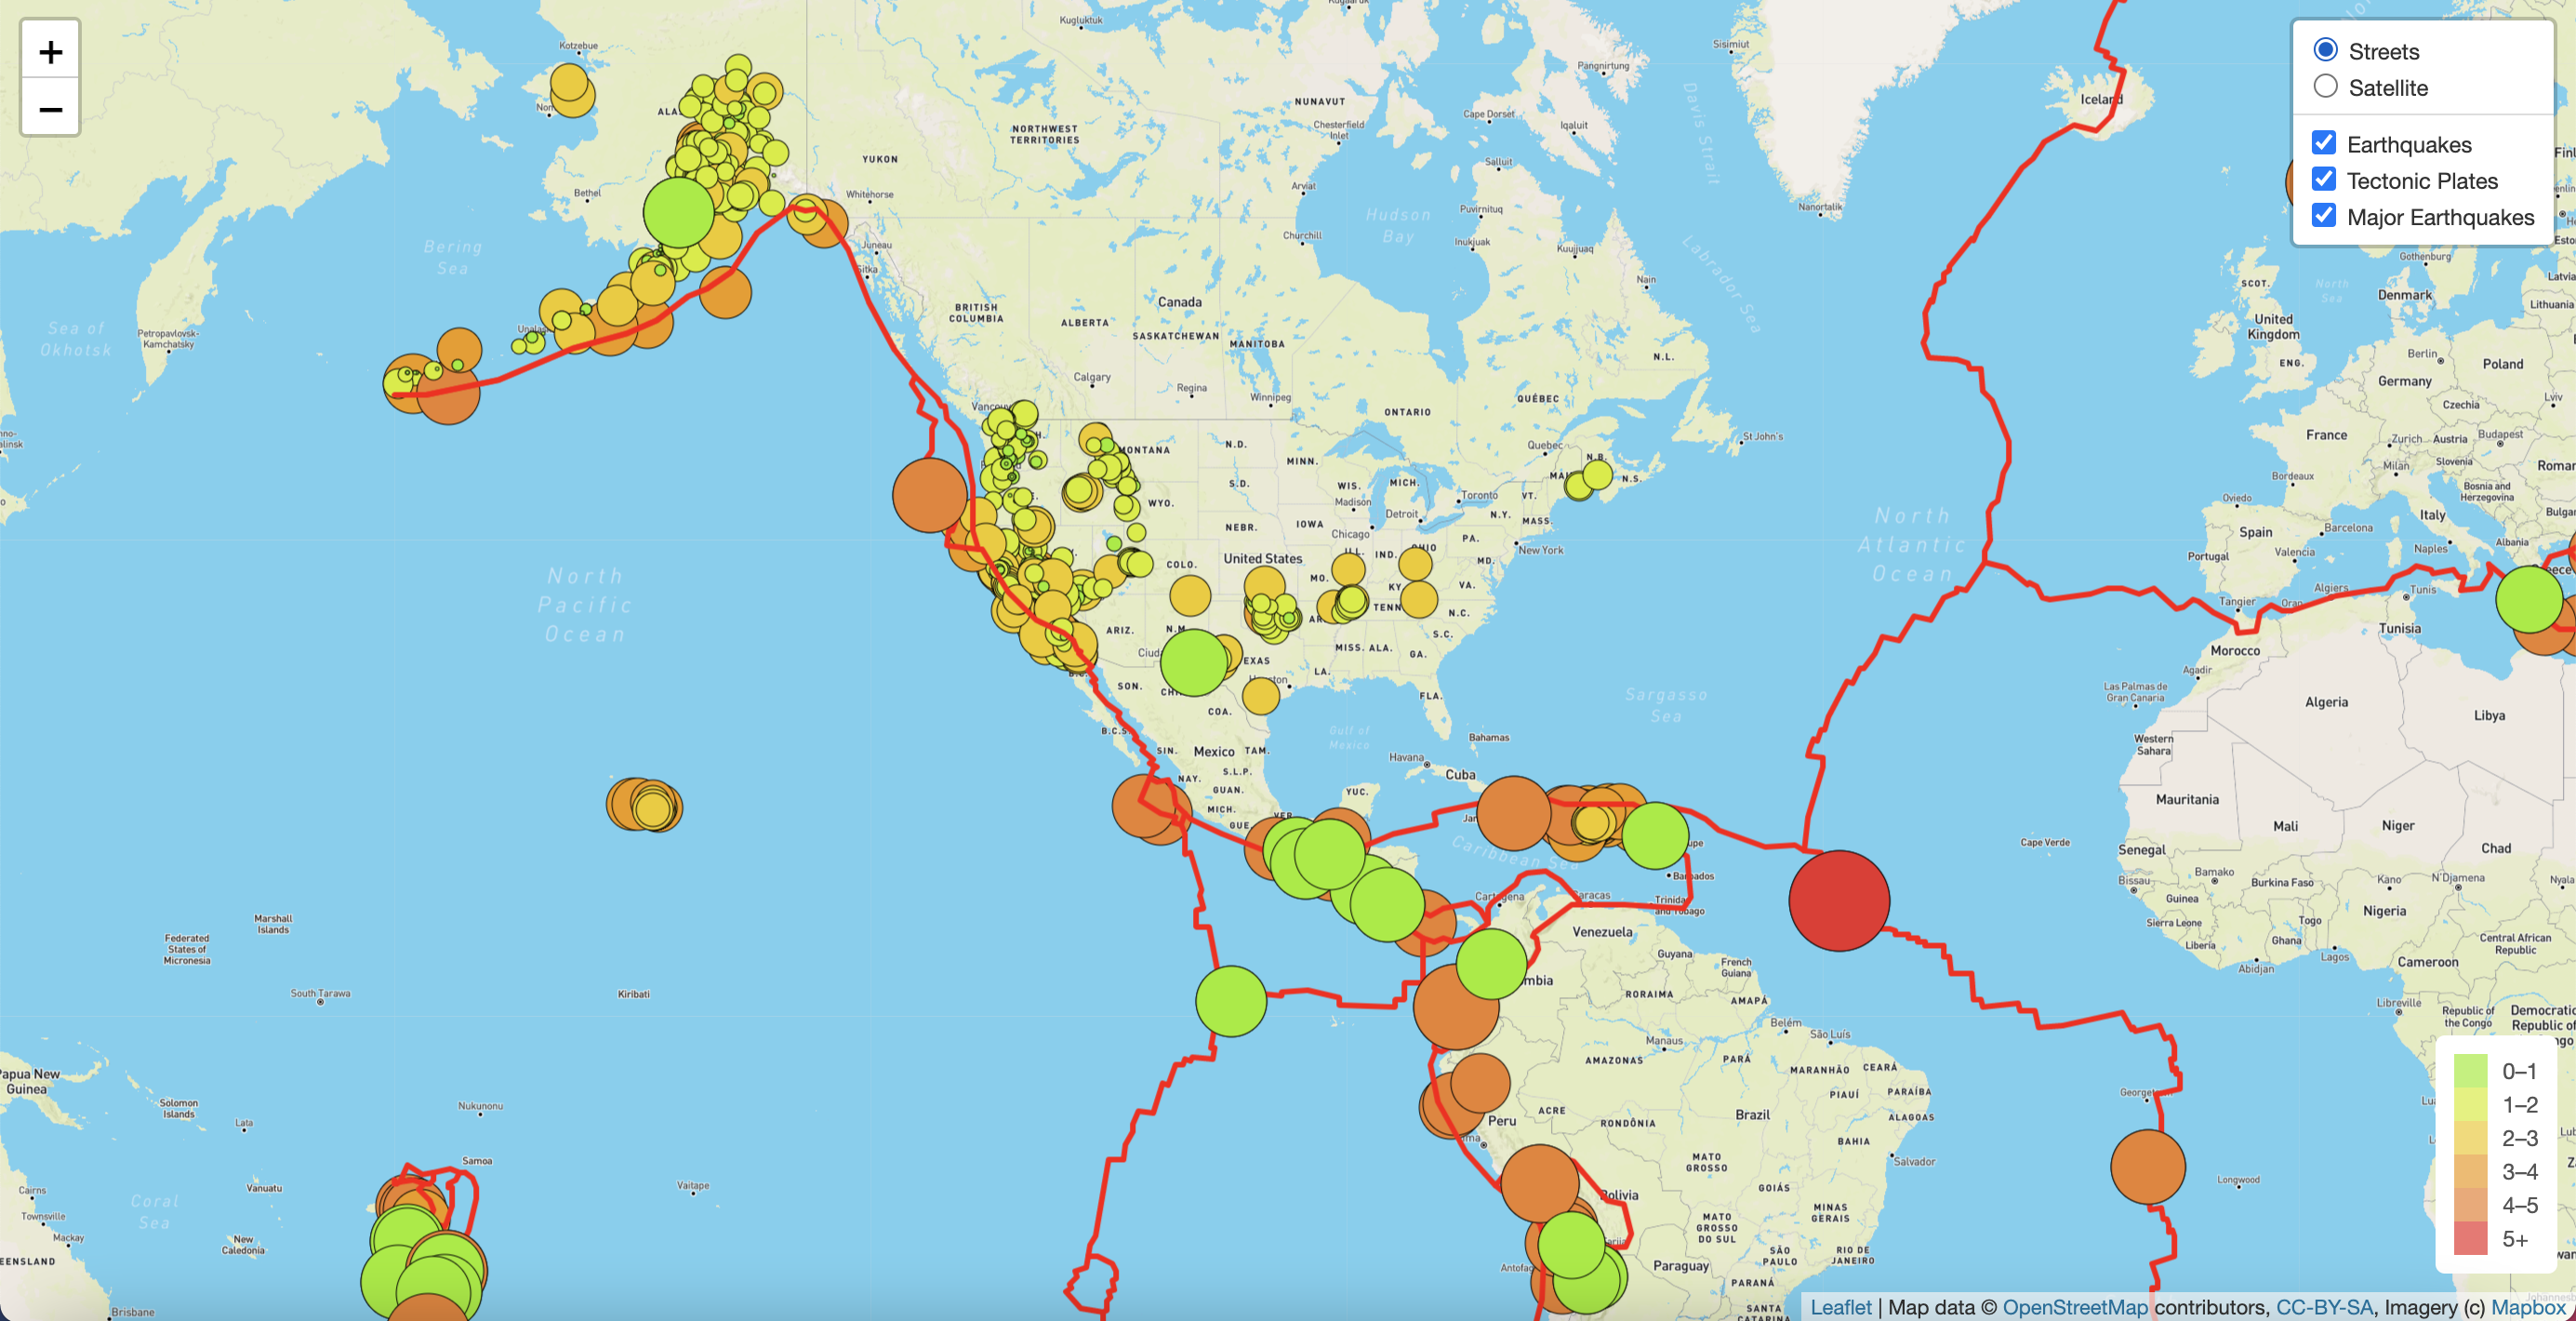 +
−
Streets
Satellite
Earthquakes
Tectonic Plates
Major Earthquakes
Kotzebue
Kugluktuk
Sisimiut
Pangnirtung
Iceland
NUNAVUT
Chesterfield
Inlet
Cape Dorset
Iqaluit
NORTHWEST
TERRITORIES
YUKON
Whitehorse
Bethel
Arviat
Salluit
Nanortalik
Davis Strait
Puvirnituq
Hudson
Bay
Churchill
Inukjuak
Kuujjuaq
Labrador Sea
Nain
Bering
Sea
Juneau
Sitka
Gothenburg
SCOT.
North
Sea
Denmark
Latvia
Lithuania
Sea of
Okhotsk
Petropavlovsk-
Kamchatsky
BRITISH
COLUMBIA
Canada
ALBERTA
SASKATCHEWAN
MANITOBA
N.L.
United
Kingdom
ENG.
Berlin
Poland
Germany
Calgary
Regina
Winnipeg
ONTARIO
QUÉBEC
Czechia
Lviv
St John's
France
Zurich
Austria
Budapest
Milan
Slovenia
Bordeaux
Bosnia and
Herzegovina
MONTANA
N.D.
MINN.
Quebec
N.B.
N.S.
S.D.
WIS.
Madison
MICH.
Toronto
VT.
Detroit
N.Y.
MASS.
WYO.
NEBR.
IOWA
Chicago
IND.
PA.
New York
MD.
Oviedo
Spain
Barcelona
Italy
Portugal
Valencia
Naples
Albania
North
Atlantic
Ocean
North
Pacific
Ocean
United States
COLO.
MO.
KY
VA.
TENN
N.C.
S.C.
ARIZ.
N.M.
MISS.
ALA.
GA.
LA.
FLA.
Algiers
Tunis
Tangier
Oran
Tunisia
Morocco
Agadir
Las Palmas de
Gran Canaria
Algeria
Libya
SON.
COA.
B.C.S.
SIN.
Mexico
TAM.
NAY.
S.L.P.
GUAN.
MICH.
GUE.
VER.
YUC.
Gulf of
Mexico
Bahamas
Havana
Cuba
Sargasso
Sea
Western
Sahara
Mauritania
Mali
Niger
Chad
Cape Verde
Senegal
Bissau
Bamako
Guinea
Burkina Faso
Kano
N'Djamena
Nyala
Sierra Leone
Liberia
Togo
Ghana
Nigeria
Abidjan
Lagos
Cameroon
Central African
Republic
Libreville
Republic of
the Congo
Caribbean Sea
Barbados
Trinidad
and Tobago
Cartagena
Caracas
Venezuela
Guyana
French
Guiana
RORAIMA
AMAPÁ
Belém
São Luís
Manaus
AMAZONAS
PARÁ
MARANHÃO
CEARÁ
PIAUÍ
PARAÍBA
ALAGOAS
ACRE
Peru
RONDÔNIA
Brazil
BAHIA
MATO
GROSSO
Salvador
Bolivia
GOIÁS
MINAS
GERAIS
MATO
GROSSO
DO SUL
SÃO
PAULO
RIO DE
JANEIRO
Paraguay
PARANÁ
SANTA
CATARINA
Longwood
Marshall
Islands
Federated
States of
Micronesia
South Tarawa
Kiribati
Papua New
Guinea
Solomon
Islands
Lata
Nukunonu
Samoa
Vanuatu
Vaitape
Coral
Sea
New
Caledonia
Cairns
Townsville
Mackay
Brisbane
0–1
1–2
2–3
3–4
4–5
5+
Leaflet | Map data © OpenStreetMap contributors, CC-BY-SA, Imagery (c) Mapbox